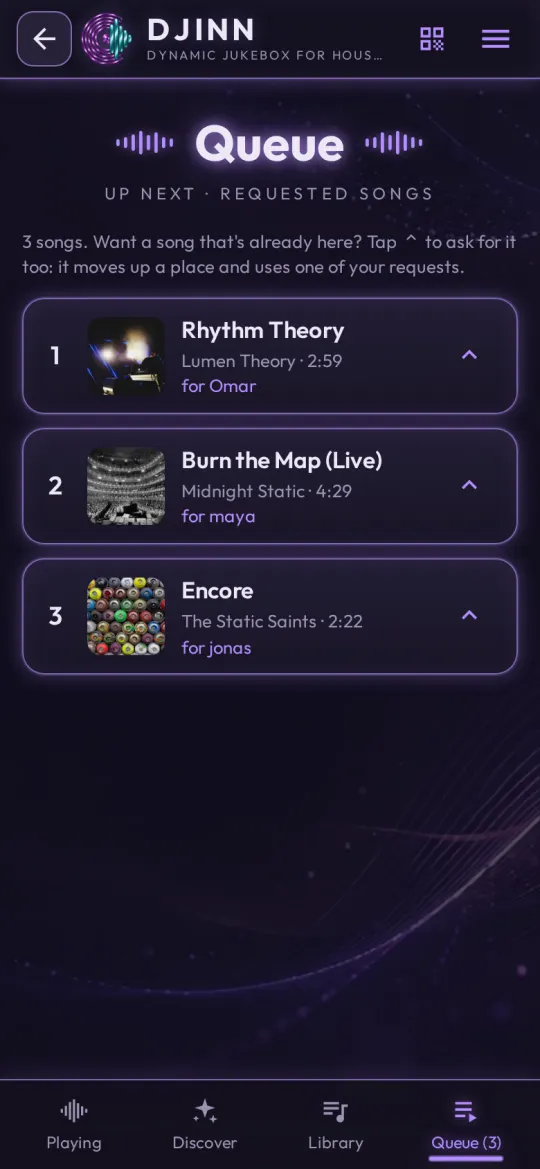 DJINN
DYNAMIC JUKEBOX FOR HOUS…
Queue
UP NEXT · REQUESTED SONGS
3 songs. Want a song that's already here? Tap ^ to ask for it
too: it moves up a place and uses one of your requests.
1
Rhythm Theory
Lumen Theory · 2:59
for Omar
2
Burn the Map (Live)
Midnight Static · 4:29
for maya
3
Encore
The Static Saints · 2:22
for jonas
Playing
Discover
Library
Queue (3)